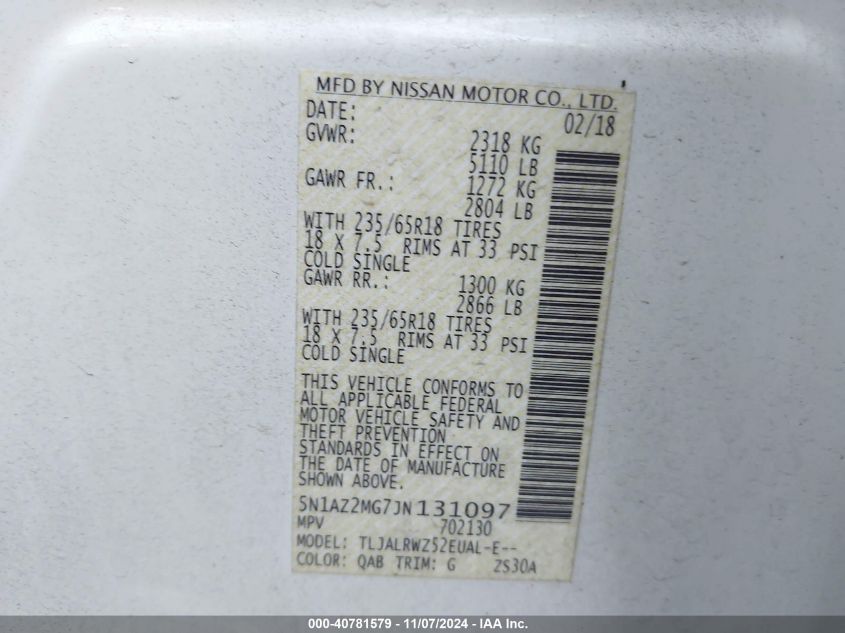 MFD BY NISSAN MOTOR CO., LTD.
DATE: 02/18
GVWR: 2318 KG
5110 LB
GAWR FR.: 1272 KG
2804 LB
WITH 235/65R18 TIRES
18 X 7.5 RIMS AT 33 PSI
COLD SINGLE
GAWR RR.: 1300 KG
2866 LB
WITH 235/65R18 TIRES
18 X 7.5 RIMS AT 33 PSI
COLD SINGLE
THIS VEHICLE CONFORMS TO
ALL APPLICABLE FEDERAL
MOTOR VEHICLE SAFETY AND
THEFT PREVENTION
STANDARDS IN EFFECT ON
THE DATE OF MANUFACTURE
SHOWN ABOVE.
5N1AZ2MG7JN131097
MPV 702130
MODEL: TLJALRWZ52EUAL-E--
COLOR: QAB TRIM: G ZS30A
000-40781579 - 11/07/2024 - IAA Inc.